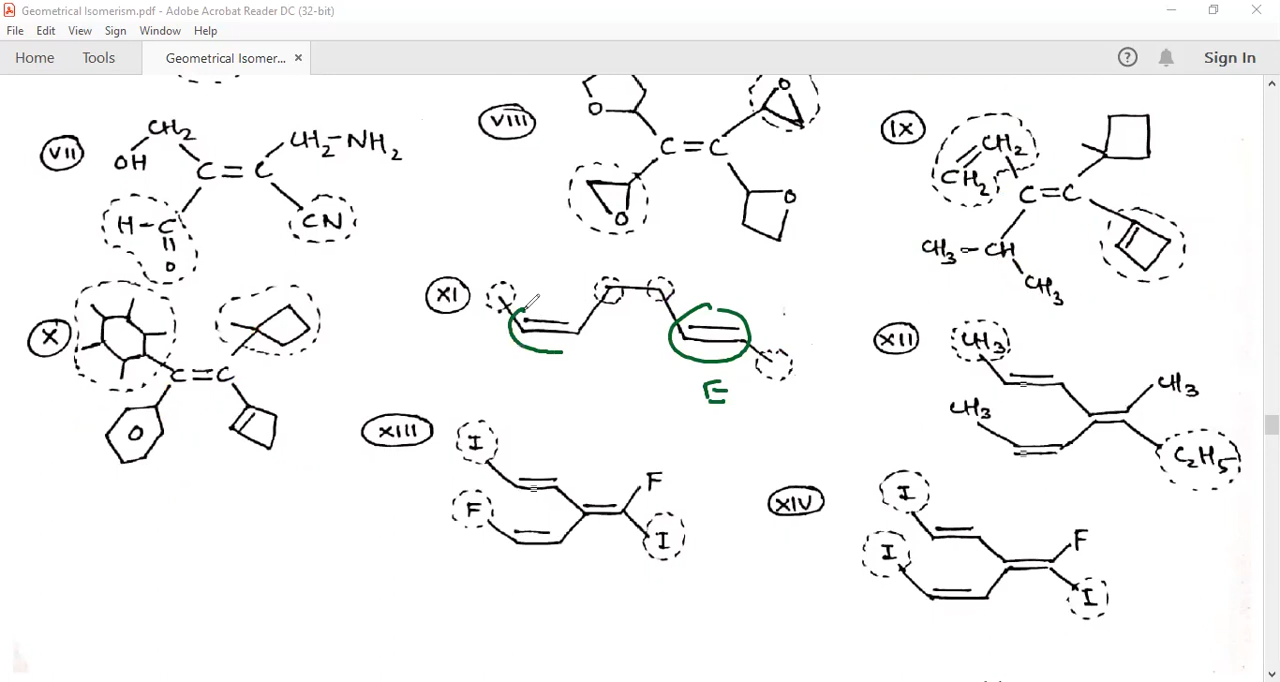 Geometrical Isomerism.pdf - Adobe Acrobat Reader DC (32-bit)
File Edit View Sign Window Help
Home Tools Geometrical Isomer... × Sign In
VII
CH2
OH
C = C
CH2-NH2
H-C
O
CN
VIII
O
O
C = C
O
O
IX
CH2
CH2
C = C
CH3-CH
CH3
X
C = C
O
XI
E
XII
CH3
CH3
CH3
C2H5
XIII
I
F
F
I
XIV
I
I
F
I